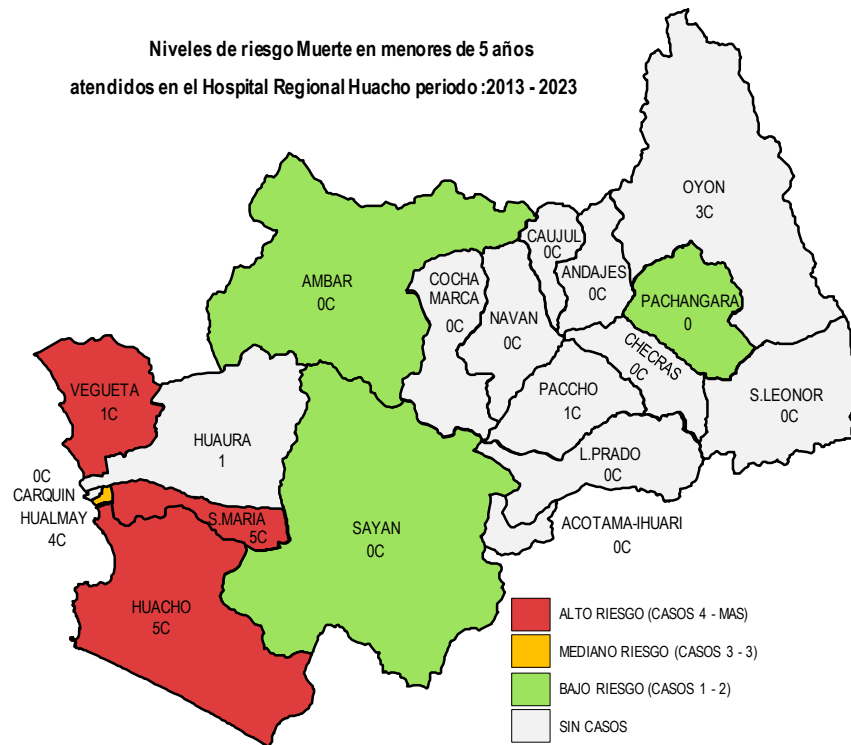 Niveles de riesgo Muerte en menores de 5 años
atendidos en el Hospital Regional Huacho periodo :2013 - 2023
OYON
3C
CAUJUL
0C
ANDAJES
0C
AMBAR
0C
COCHA
MARCA
0C
NAVAN
0C
PACHANGARA
0
CHECRAS
0C
VEGUETA
1C
PACCHO
1C
S.LEONOR
0C
HUAURA
1
L.PRADO
0C
0C
CARQUIN
HUALMAY
4C
S.MARIA
5C
SAYAN
0C
ACOTAMA-IHUARI
0C
HUACHO
5C
ALTO RIESGO (CASOS 4 - MAS)
MEDIANO RIESGO (CASOS 3 - 3)
BAJO RIESGO (CASOS 1 - 2)
SIN CASOS